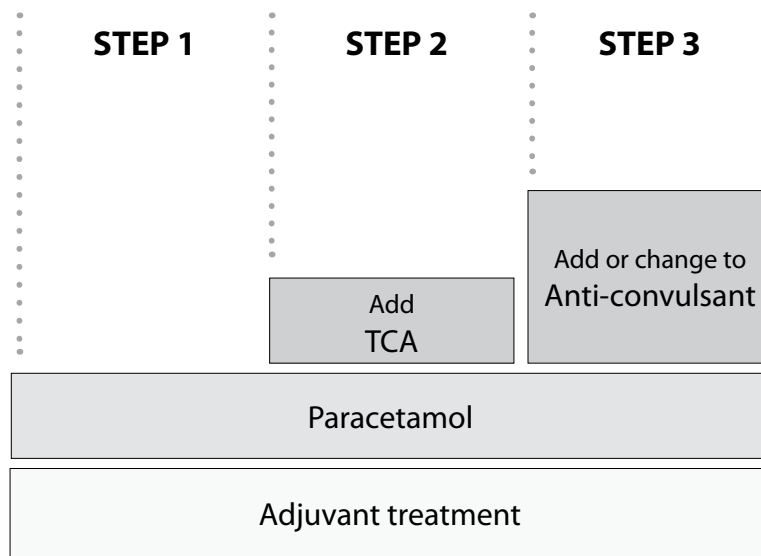 STEP 1
STEP 2
STEP 3
Add or change to
Anti-convulsant
Add
TCA
Paracetamol
Adjuvant treatment